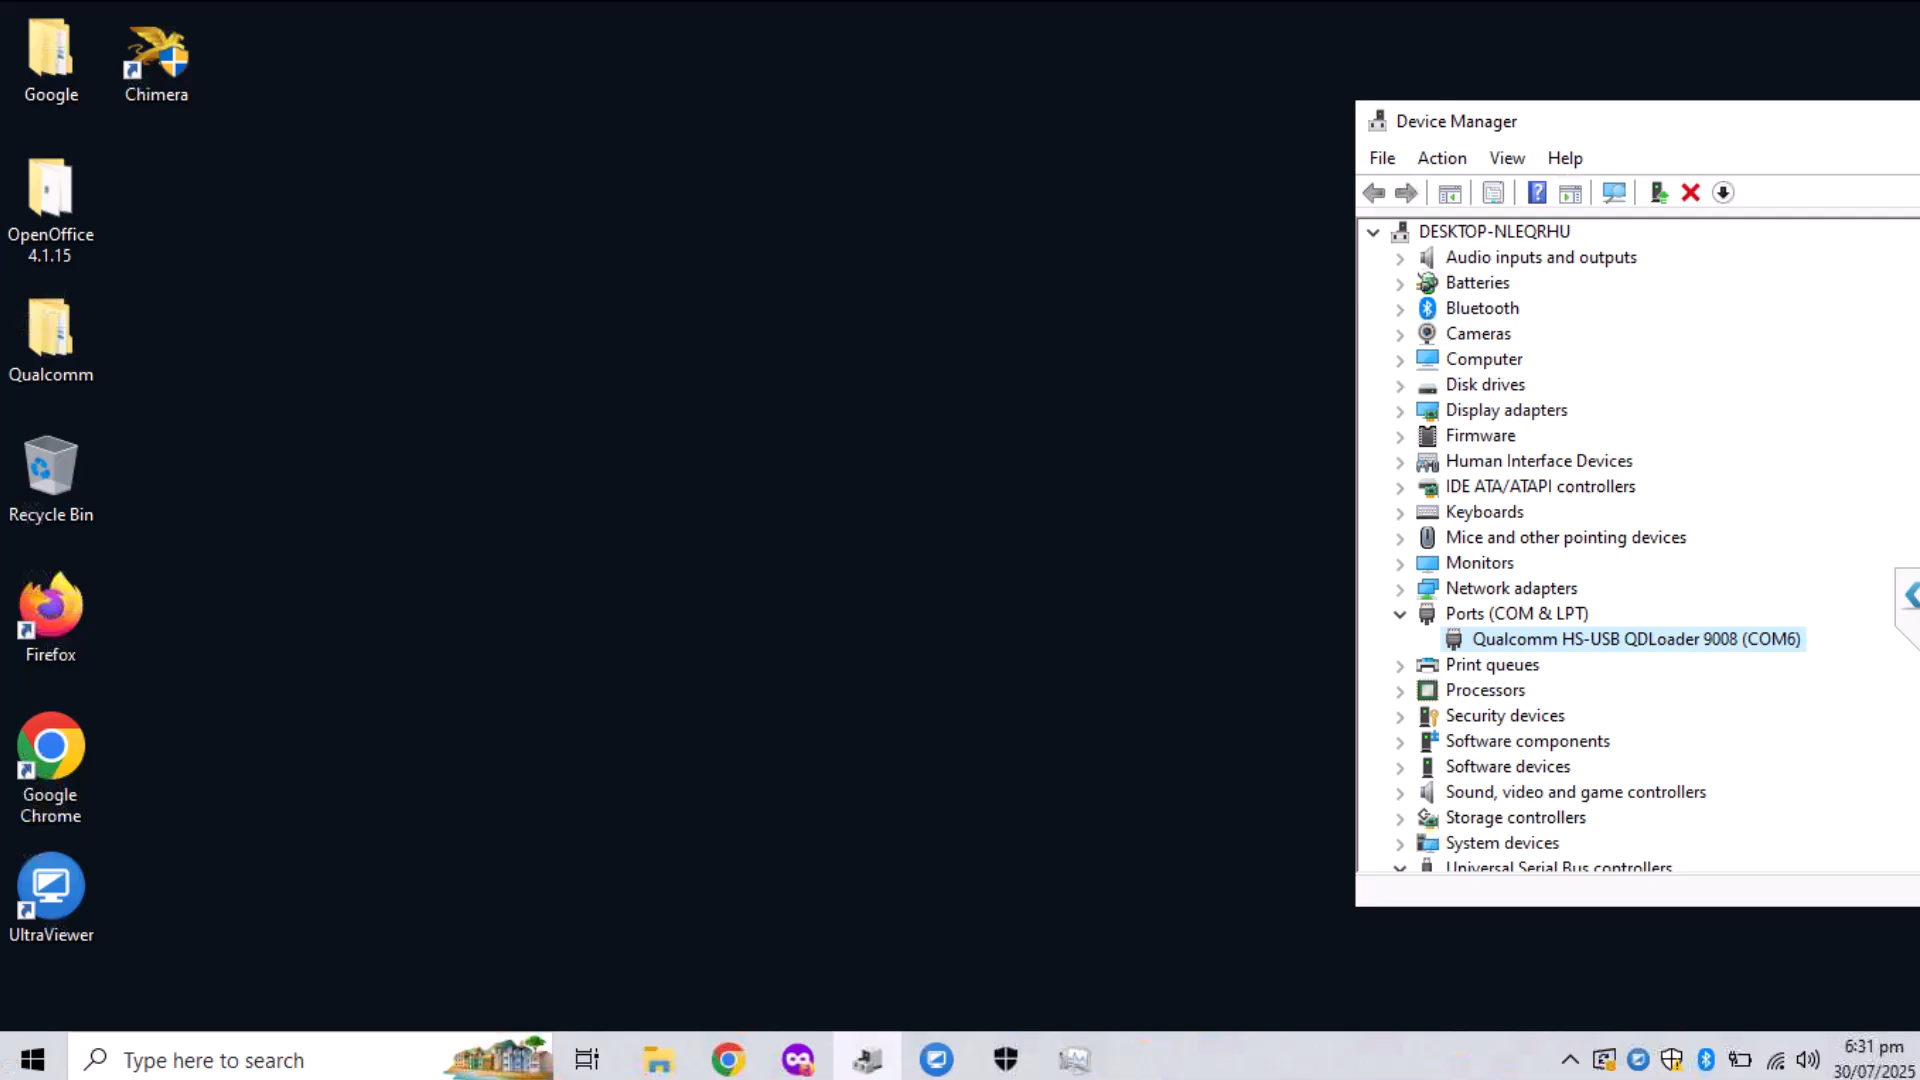 Google
Chimera
OpenOffice
4.1.15
Qualcomm
Recycle Bin
Firefox
Google
Chrome
UltraViewer
Device Manager
File Action View Help
DESKTOP-NLEQRHU
Audio inputs and outputs
Batteries
Bluetooth
Cameras
Computer
Disk drives
Display adapters
Firmware
Human Interface Devices
IDE ATA/ATAPI controllers
Keyboards
Mice and other pointing devices
Monitors
Network adapters
Ports (COM & LPT)
Qualcomm HS-USB QDLoader 9008 (COM6)
Print queues
Processors
Security devices
Software components
Software devices
Sound, video and game controllers
Storage controllers
System devices
Universal Serial Bus controllers
Type here to search
6:31 pm
30/07/2025